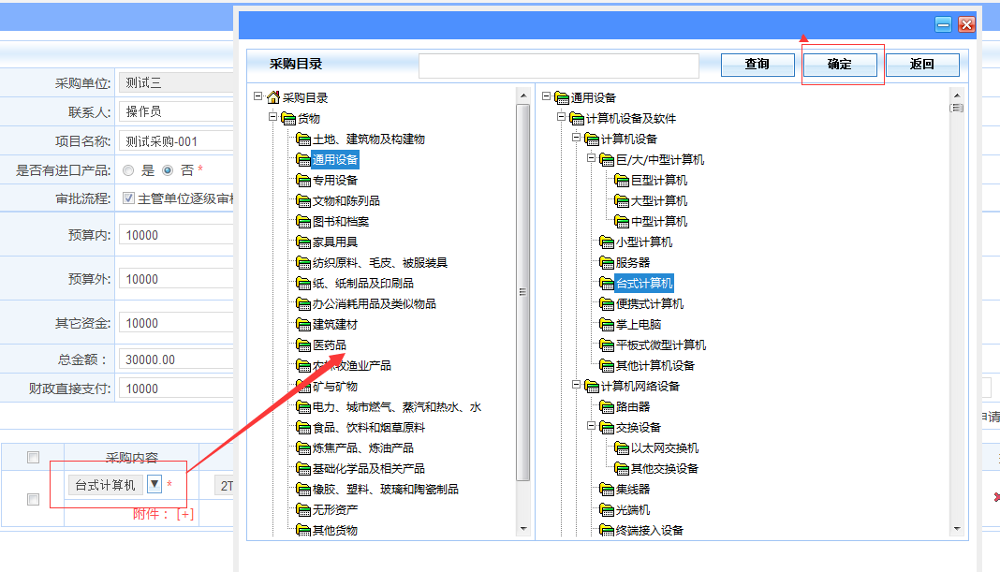 采购目录
查询
确定
返回
采购单位:
测试三
联系人:
操作员
项目名称:
测试采购-001
是否有进口产品:
是
否 *
审批流程:
主管单位逐级审核
预算内:
10000
预算外:
10000
其它资金:
10000
总金额：
30000.00
财政直接支付:
10000
采购内容
台式计算机
*
2T
附件： [+]
采购目录
货物
土地、建筑物及构建物
通用设备
专用设备
文物和陈列品
图书和档案
家具用具
纺织原料、毛皮、被服装具
纸、纸制品及印刷品
办公消耗用品及类似物品
建筑建材
医药品
农林牧渔业产品
矿与矿物
电力、城市燃气、蒸汽和热水、水
食品、饮料和烟草原料
炼焦产品、炼油产品
基础化学品及相关产品
橡胶、塑料、玻璃和陶瓷制品
无形资产
其他货物
通用设备
计算机设备及软件
计算机设备
巨/大/中型计算机
巨型计算机
大型计算机
中型计算机
小型计算机
服务器
台式计算机
便携式计算机
掌上电脑
平板式微型计算机
其他计算机设备
计算机网络设备
路由器
交换设备
以太网交换机
其他交换设备
集线器
光端机
终端接入设备
申请